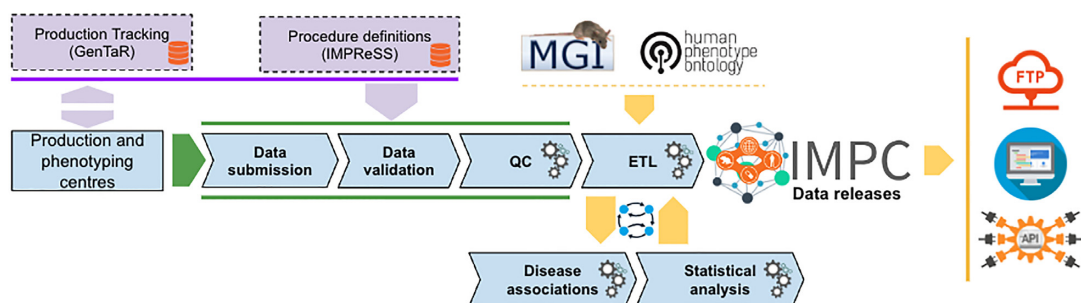 Production Tracking
(GenTaR)
Procedure definitions
(IMPReSS)
MGI
human
phenotype
ontology
FTP
Production and
phenotyping
centres
Data
submission
Data
validation
QC
ETL
IMPC
Data releases
API
Disease
associations
Statistical
analysis